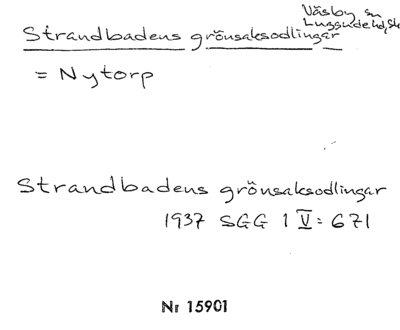 Väsby sn
Luggude hd, Sk
Strandbadens grönsaksodlingar
= Nytorp
Strandbadens grönsaksodlingar
1937 SGG 1 V: 671
Nr 15901